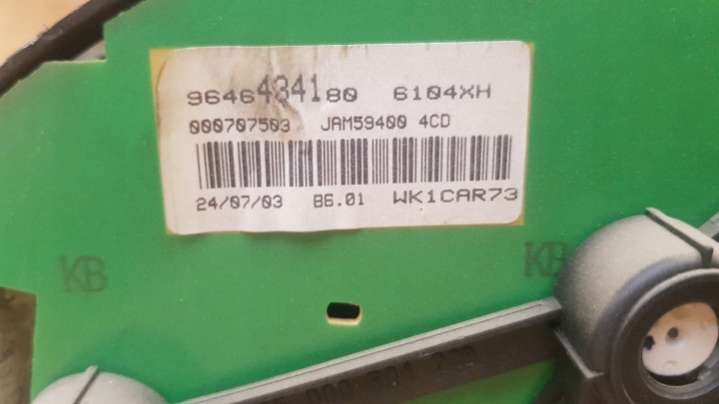 9646434180 6104XH
000707503 JAM59400 4CD
24/07/03 B6.01 WK1CAR73
KB KB